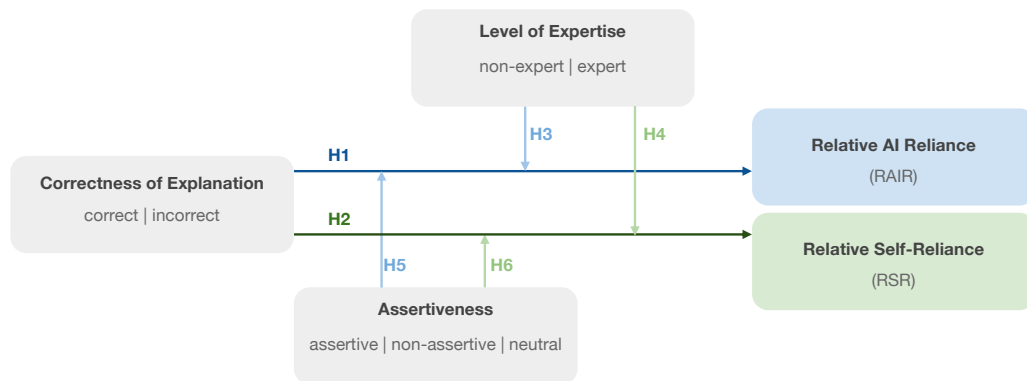 Level of Expertise
non-expert | expert
H3
H4
H1
Relative AI Reliance
(RAIR)
Correctness of Explanation
correct | incorrect
H2
Relative Self-Reliance
(RSR)
H5
H6
Assertiveness
assertive | non-assertive | neutral